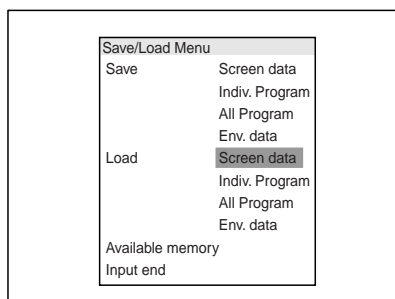 Save/Load Menu
Save Screen data
Indiv. Program
All Program
Env. data
Load Screen data
Indiv. Program
All Program
Env. data
Available memory
Input end